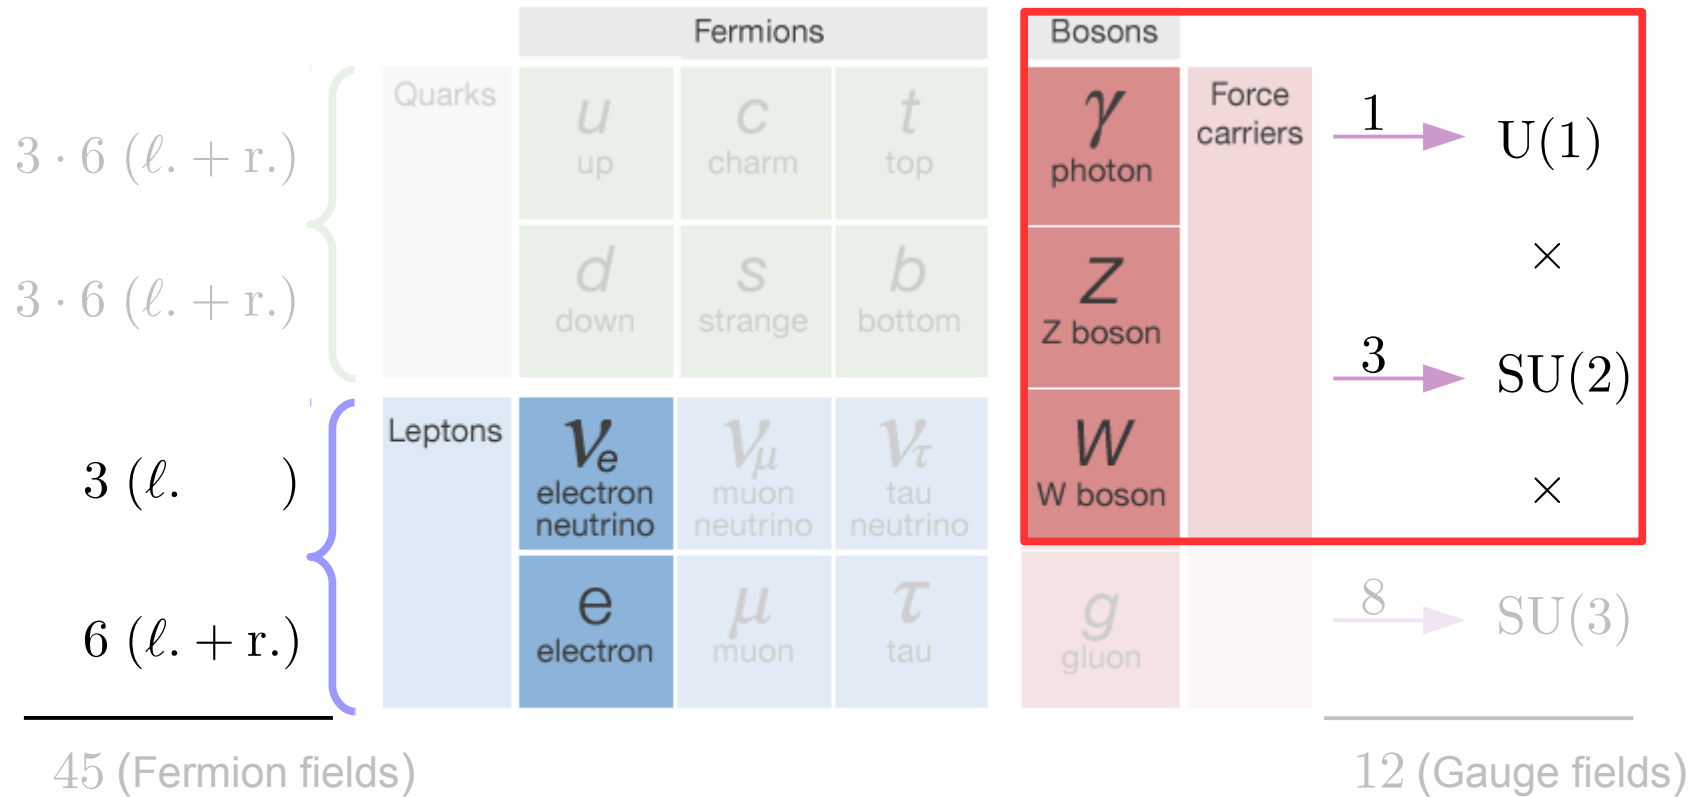 Fermions
Bosons
3 · 6 (ℓ. + r.)
3 · 6 (ℓ. + r.)
3 (ℓ. )
6 (ℓ. + r.)
45 (Fermion fields)
Quarks
u
up
c
charm
t
top
d
down
s
strange
b
bottom
Leptons
νe
electron
neutrino
νμ
muon
neutrino
ντ
tau
neutrino
e
electron
μ
muon
τ
tau
γ
photon
Z
Z boson
W
W boson
g
gluon
Force
carriers
1
U(1)
×
3
SU(2)
×
8
SU(3)
12 (Gauge fields)